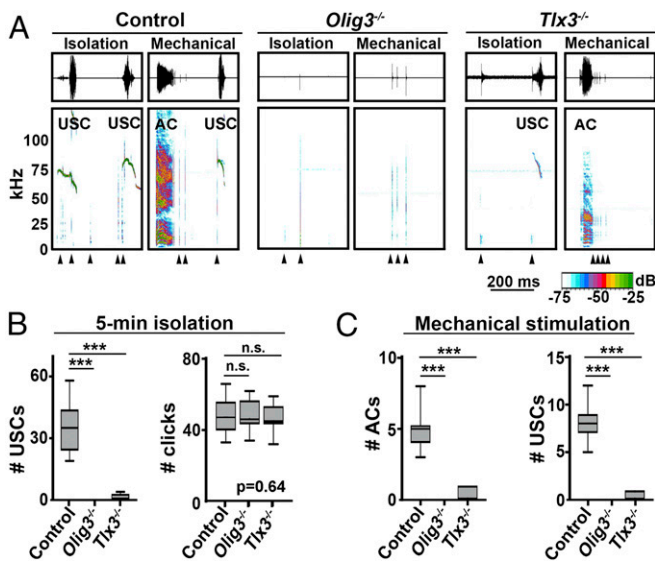 A
Control
Olig3-/-
Tlx3-/-
Isolation
Mechanical
Isolation
Mechanical
Isolation
Mechanical
USC
USC
AC
USC
USC
AC
kHz
100
75
50
25
0
200 ms
dB
-75
-50
-25
B
5-min isolation
# USCs
60
30
0
***
***
Control
Olig3-/-
Tlx3-/-
# clicks
80
40
0
n.s.
n.s.
p=0.64
Control
Olig3-/-
Tlx3-/-
C
Mechanical stimulation
# ACs
10
5
0
***
***
Control
Olig3-/-
Tlx3-/-
# USCs
15
10
5
0
***
***
Control
Olig3-/-
Tlx3-/-